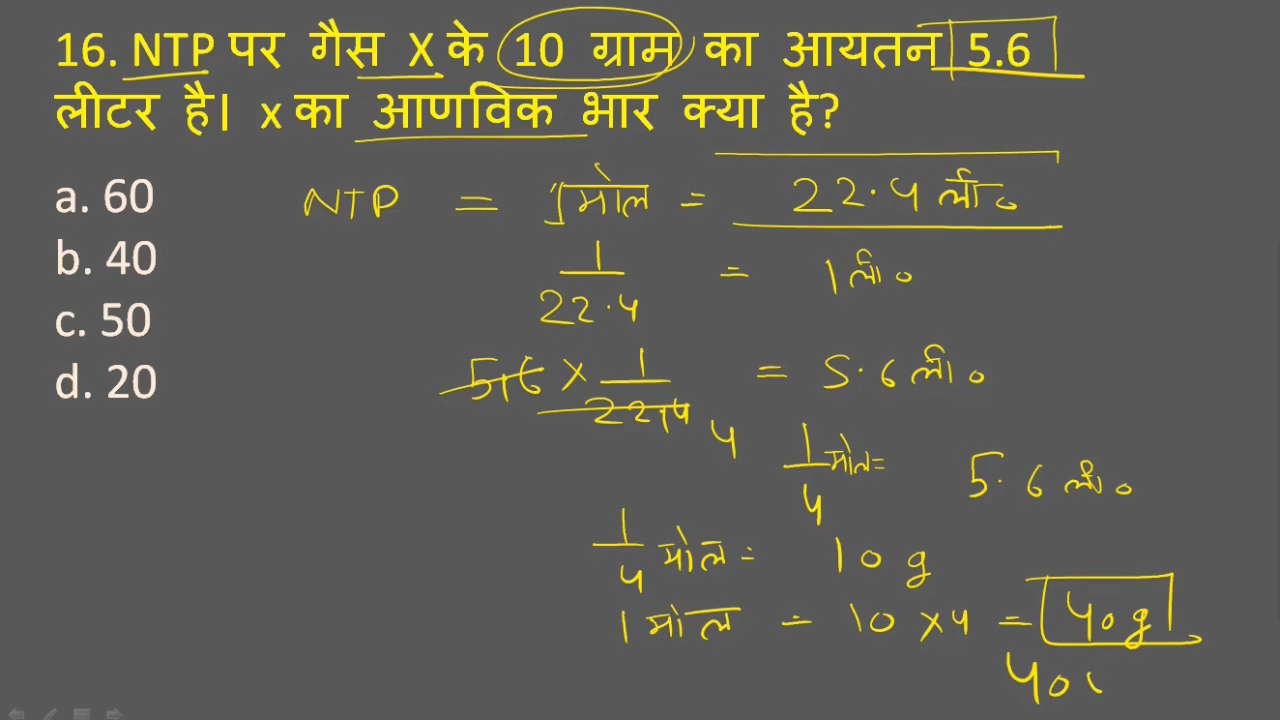 16. NTP पर गैस X के 10 ग्राम का आयतन 5.6
लीटर है। x का आणविक भार क्या है?
a. 60
b. 40
c. 50
d. 20
NTP = 1 मोल = 22.4 ली०
1/22.4 = 1 ली०
5.6 x 1/22.4 = 5.6 ली०
4
1/4 मोल = 5.6 ली०
1/4 मोल = 10 g
1 मोल = 10 x 4 = 40 g
40